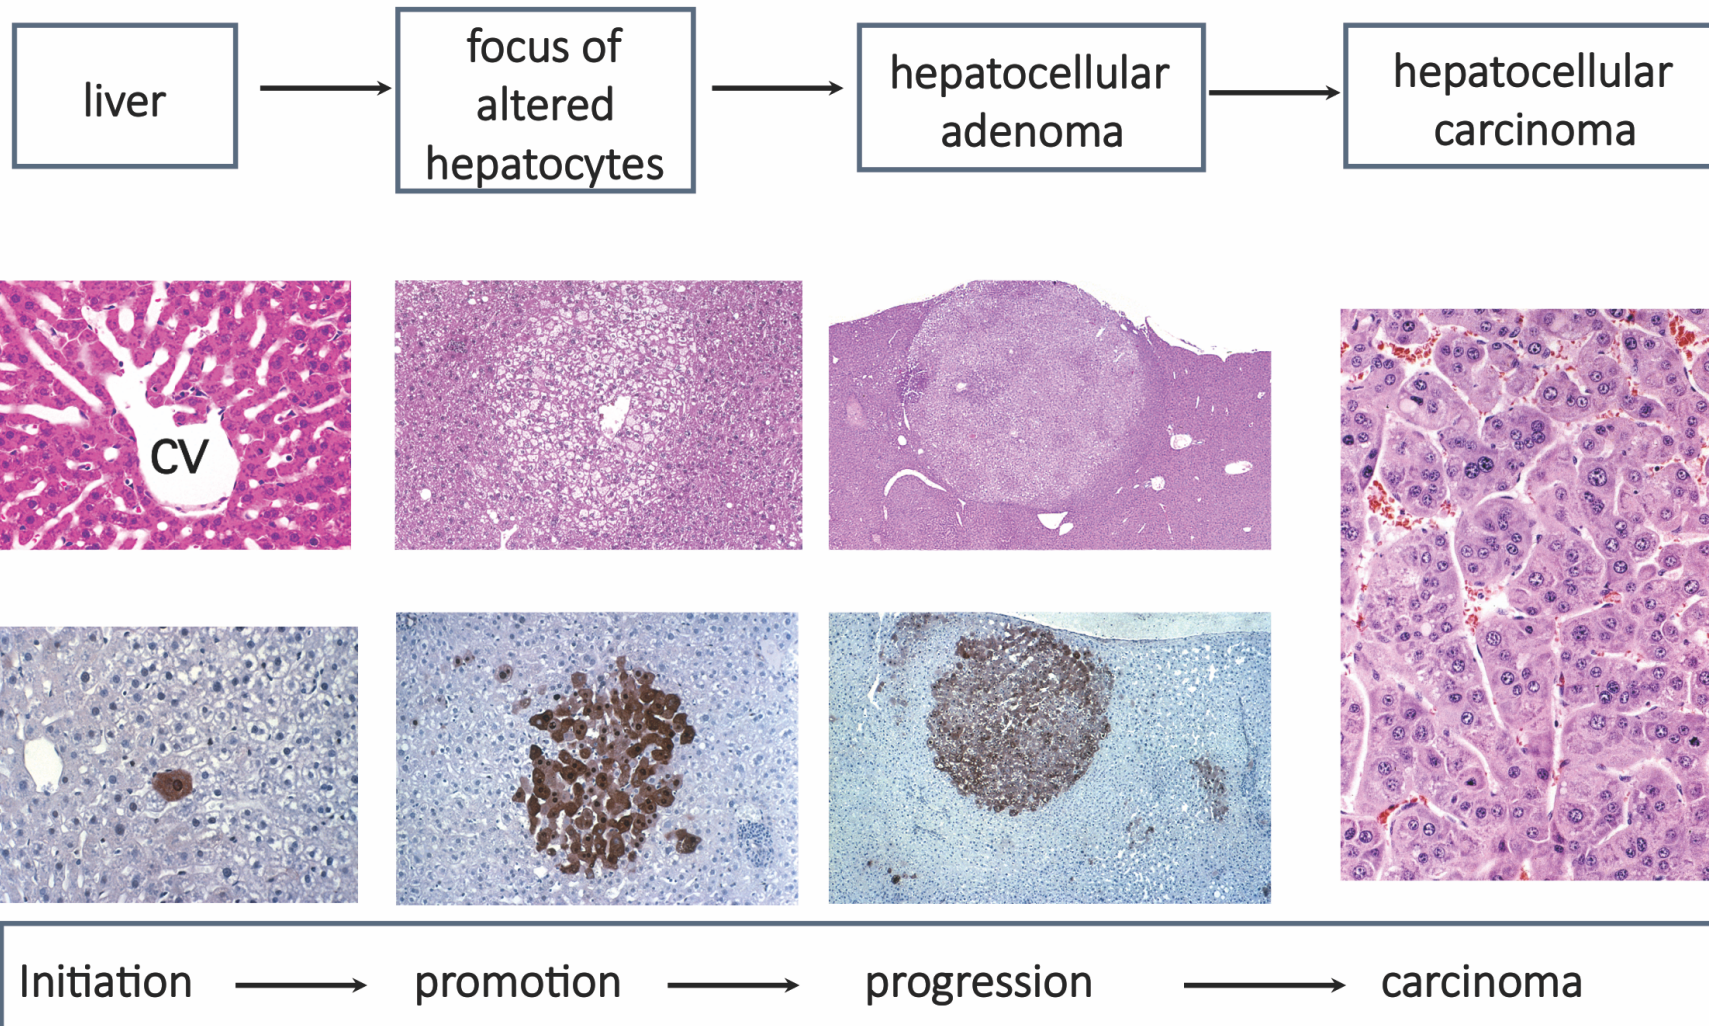 liver
focus of
altered
hepatocytes
hepatocellular
adenoma
hepatocellular
carcinoma
CV
Initiation
promotion
progression
carcinoma